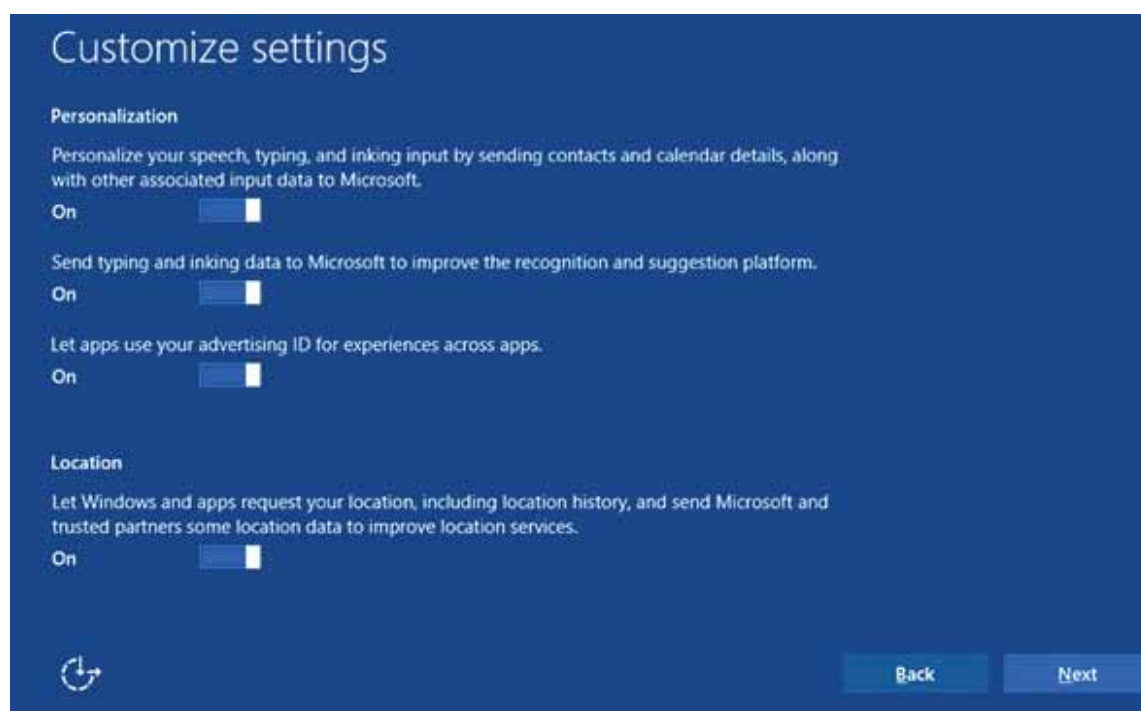 Customize settings
Personalization
Personalize your speech, typing, and inking input by sending contacts and calendar details, along
with other associated input data to Microsoft.
On
Send typing and inking data to Microsoft to improve the recognition and suggestion platform.
On
Let apps use your advertising ID for experiences across apps.
On
Location
Let Windows and apps request your location, including location history, and send Microsoft and
trusted partners some location data to improve location services.
On
Back
Next